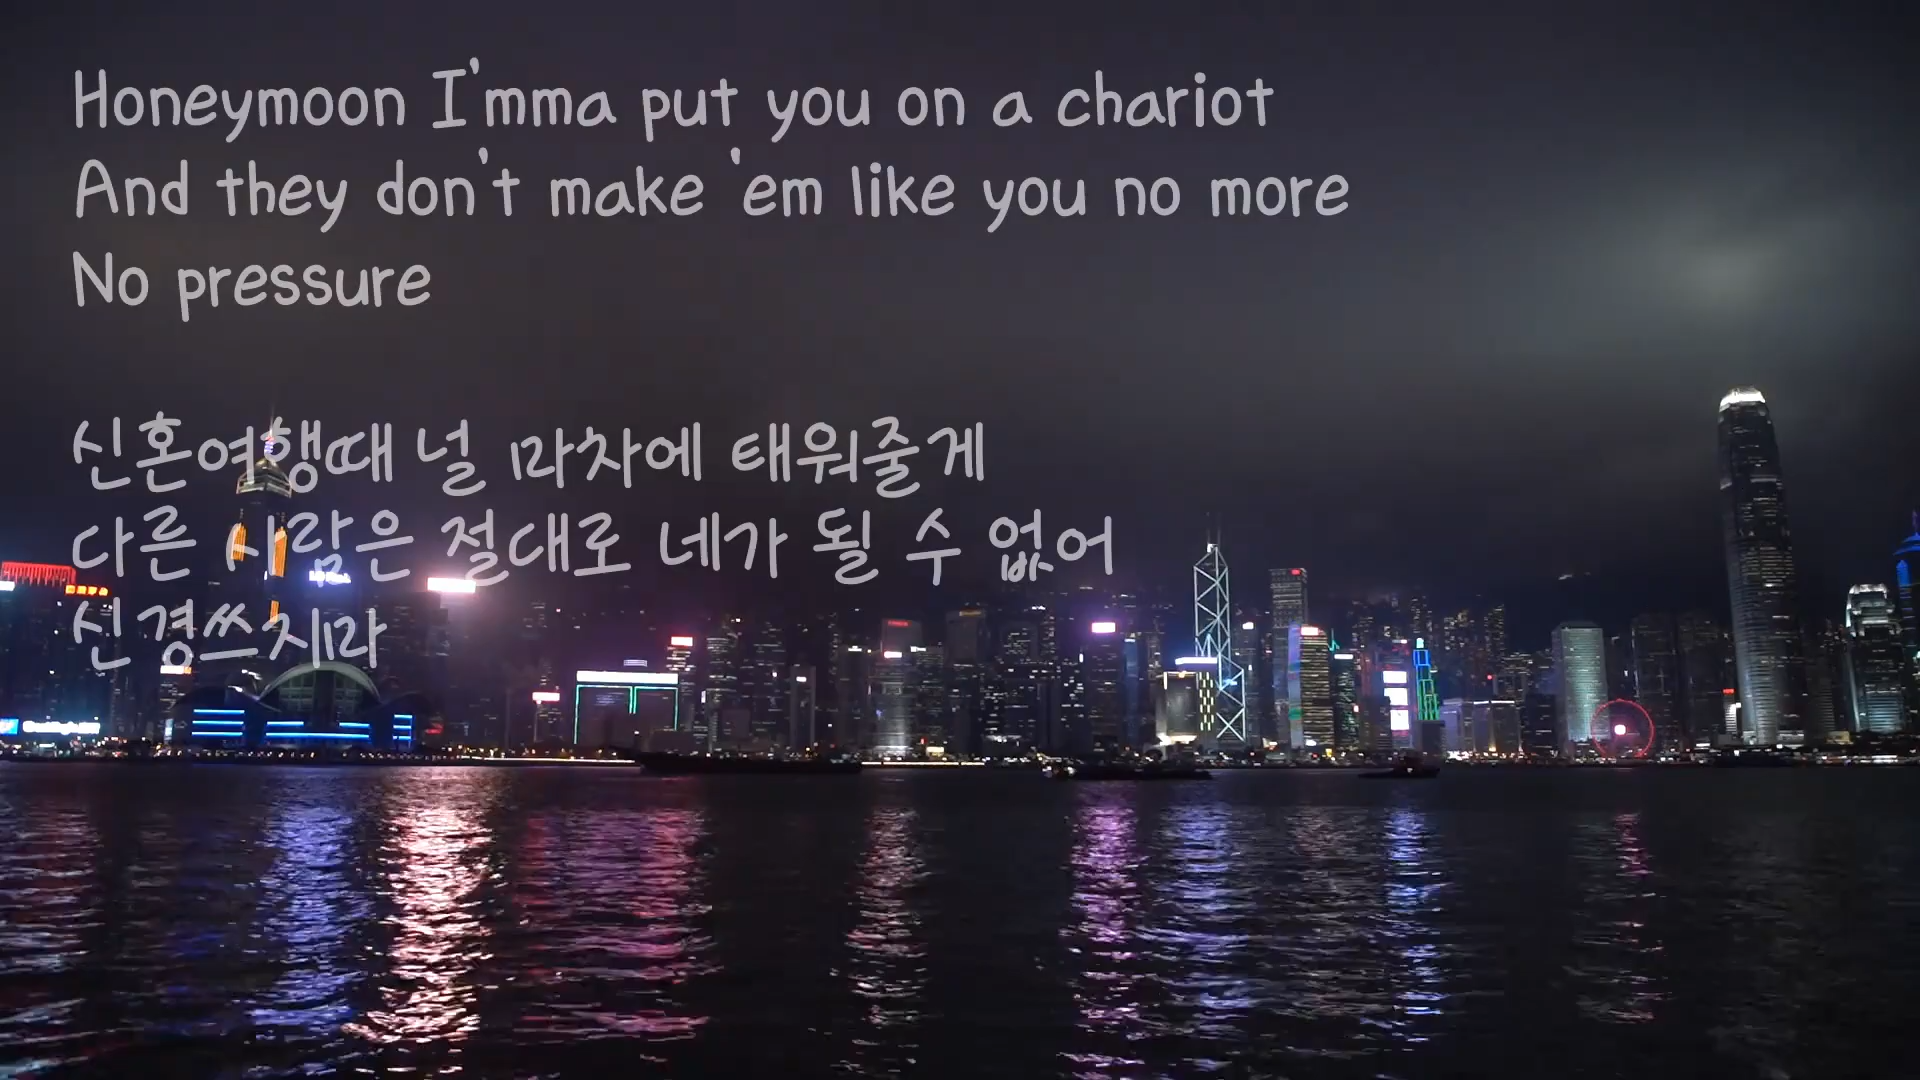 Honeymoon I'mma put you on a chariot
And they don't make 'em like you no more
No pressure
신혼여행때 널 마차에 태워줄게
다른 사람은 절대로 네가 될 수 없어
신경쓰지마라